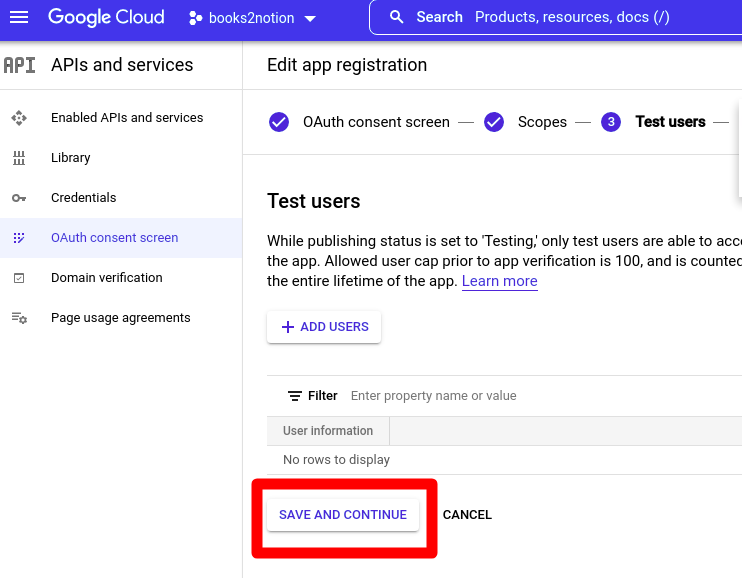 Google Cloud
books2notion
Search Products, resources, docs (/)
API APIs and services
Edit app registration
Enabled APIs and services
Library
Credentials
OAuth consent screen
Domain verification
Page usage agreements
OAuth consent screen
Scopes
3 Test users
Test users
While publishing status is set to 'Testing,' only test users are able to
the app. Allowed user cap prior to app verification is 100, and is counted
the entire lifetime of the app. Learn more
ADD USERS
Filter Enter property name or value
User information
No rows to display
SAVE AND CONTINUE
CANCEL